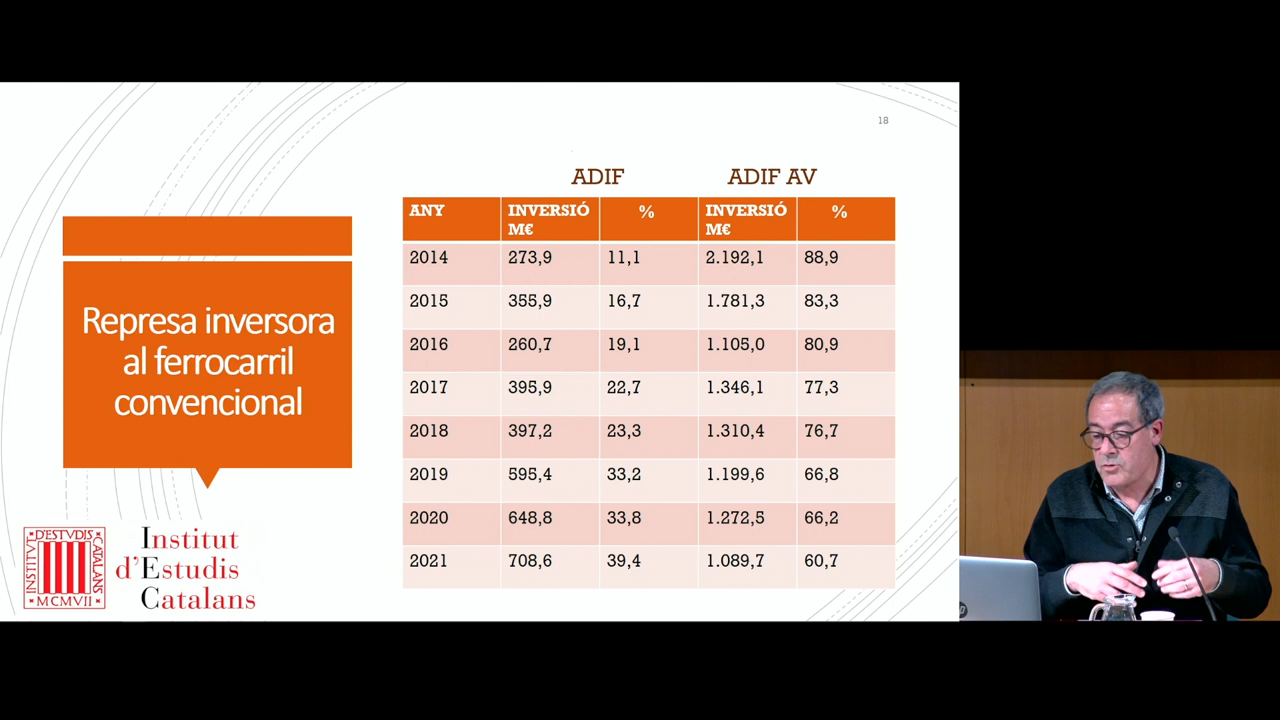 18
ADIF ADIF AV
ANY INVERSIÓ M€ % INVERSIÓ M€ %
2014 273,9 11,1 2.192,1 88,9
2015 355,9 16,7 1.781,3 83,3
2016 260,7 19,1 1.105,0 80,9
2017 395,9 22,7 1.346,1 77,3
2018 397,2 23,3 1.310,4 76,7
2019 595,4 33,2 1.199,6 66,8
2020 648,8 33,8 1.272,5 66,2
2021 708,6 39,4 1.089,7 60,7
Represa inversora
al ferrocarril
convencional
INSTITVT D'ESTVDIS CATALANS
MCMVII
Institut
d'Estudis
Catalans